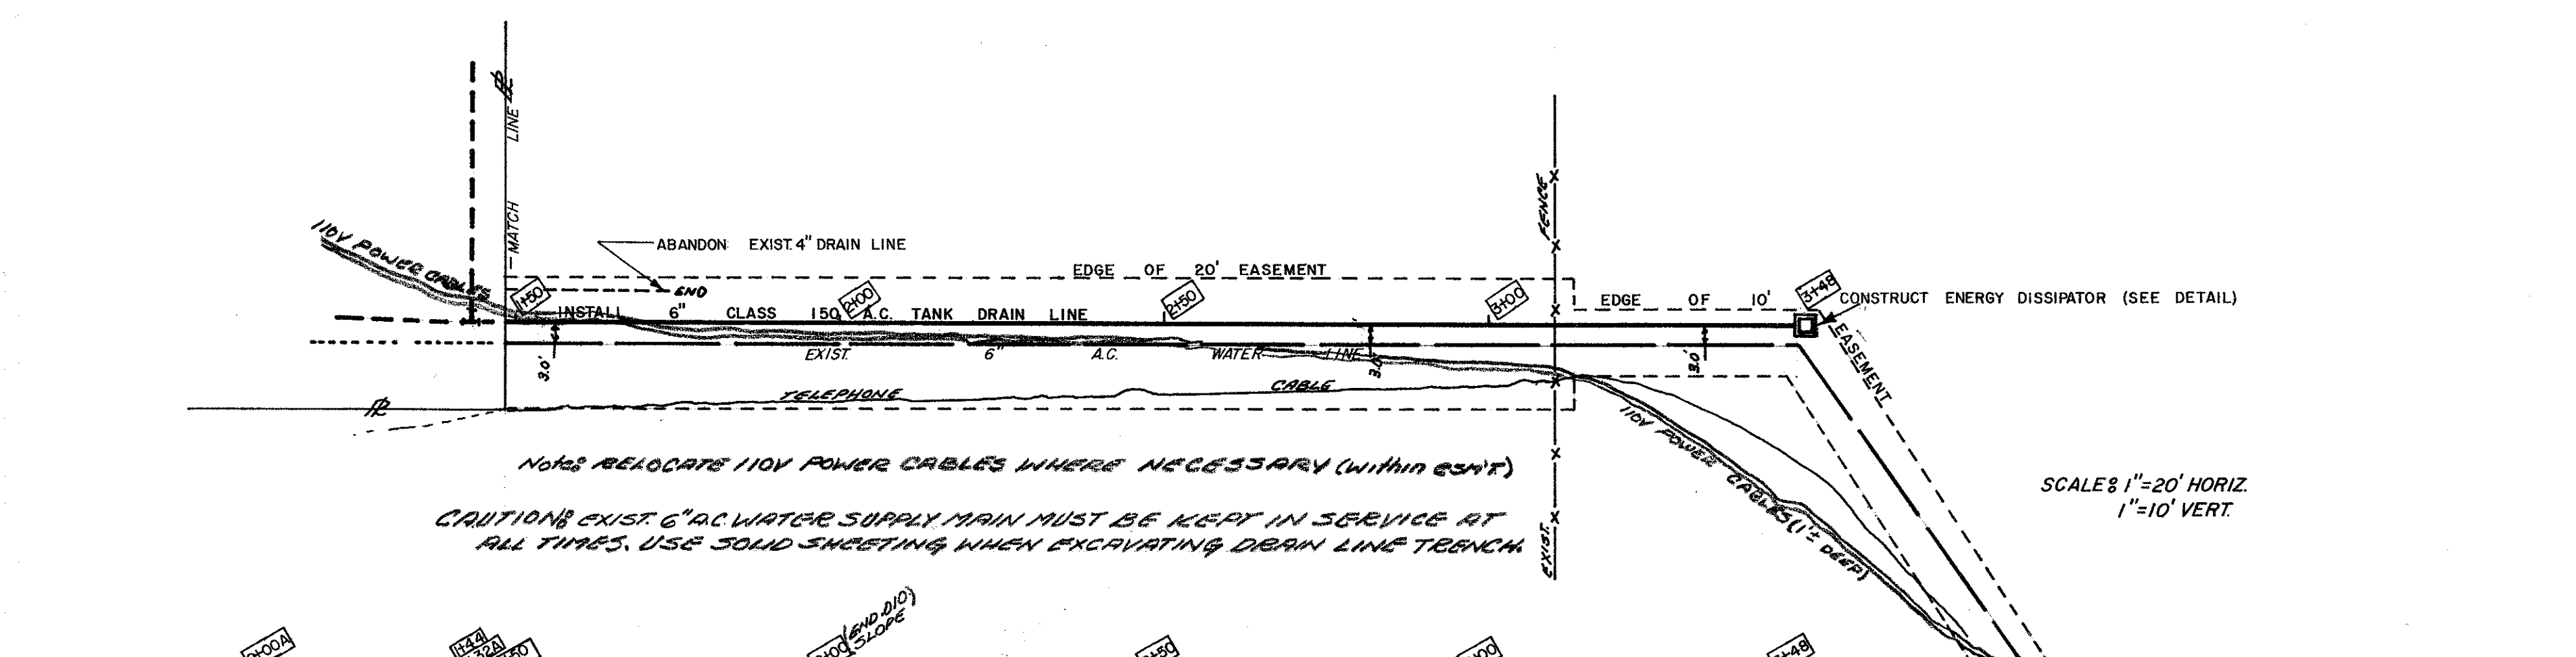 MATCH LINE
110V POWER CABLES
ABANDON EXIST. 4" DRAIN LINE
END
EDGE OF 20' EASEMENT
FENCE
EDGE OF 10'
EASEMENT
1+50
2+00
2+50
3+00
3+48
CONSTRUCT ENERGY DISSIPATOR (SEE DETAIL)
INSTALL 6" CLASS 150 A.C. TANK DRAIN LINE
EXIST. 6" A.C. WATER LINE
3.0'
3.0'
3.0'
TELEPHONE CABLE
110V POWER CABLES (1'± DEEP)
EXIST.
Note: RELOCATE 110V POWER CABLES WHERE NECESSARY (within esm't)
CAUTION: EXIST. 6" A.C. WATER SUPPLY MAIN MUST BE KEPT IN SERVICE AT
ALL TIMES. USE SOLID SHEETING WHEN EXCAVATING DRAIN LINE TRENCH.
SCALE: 1"=20' HORIZ.
1"=10' VERT.
(END .010
SLOPE
1+44